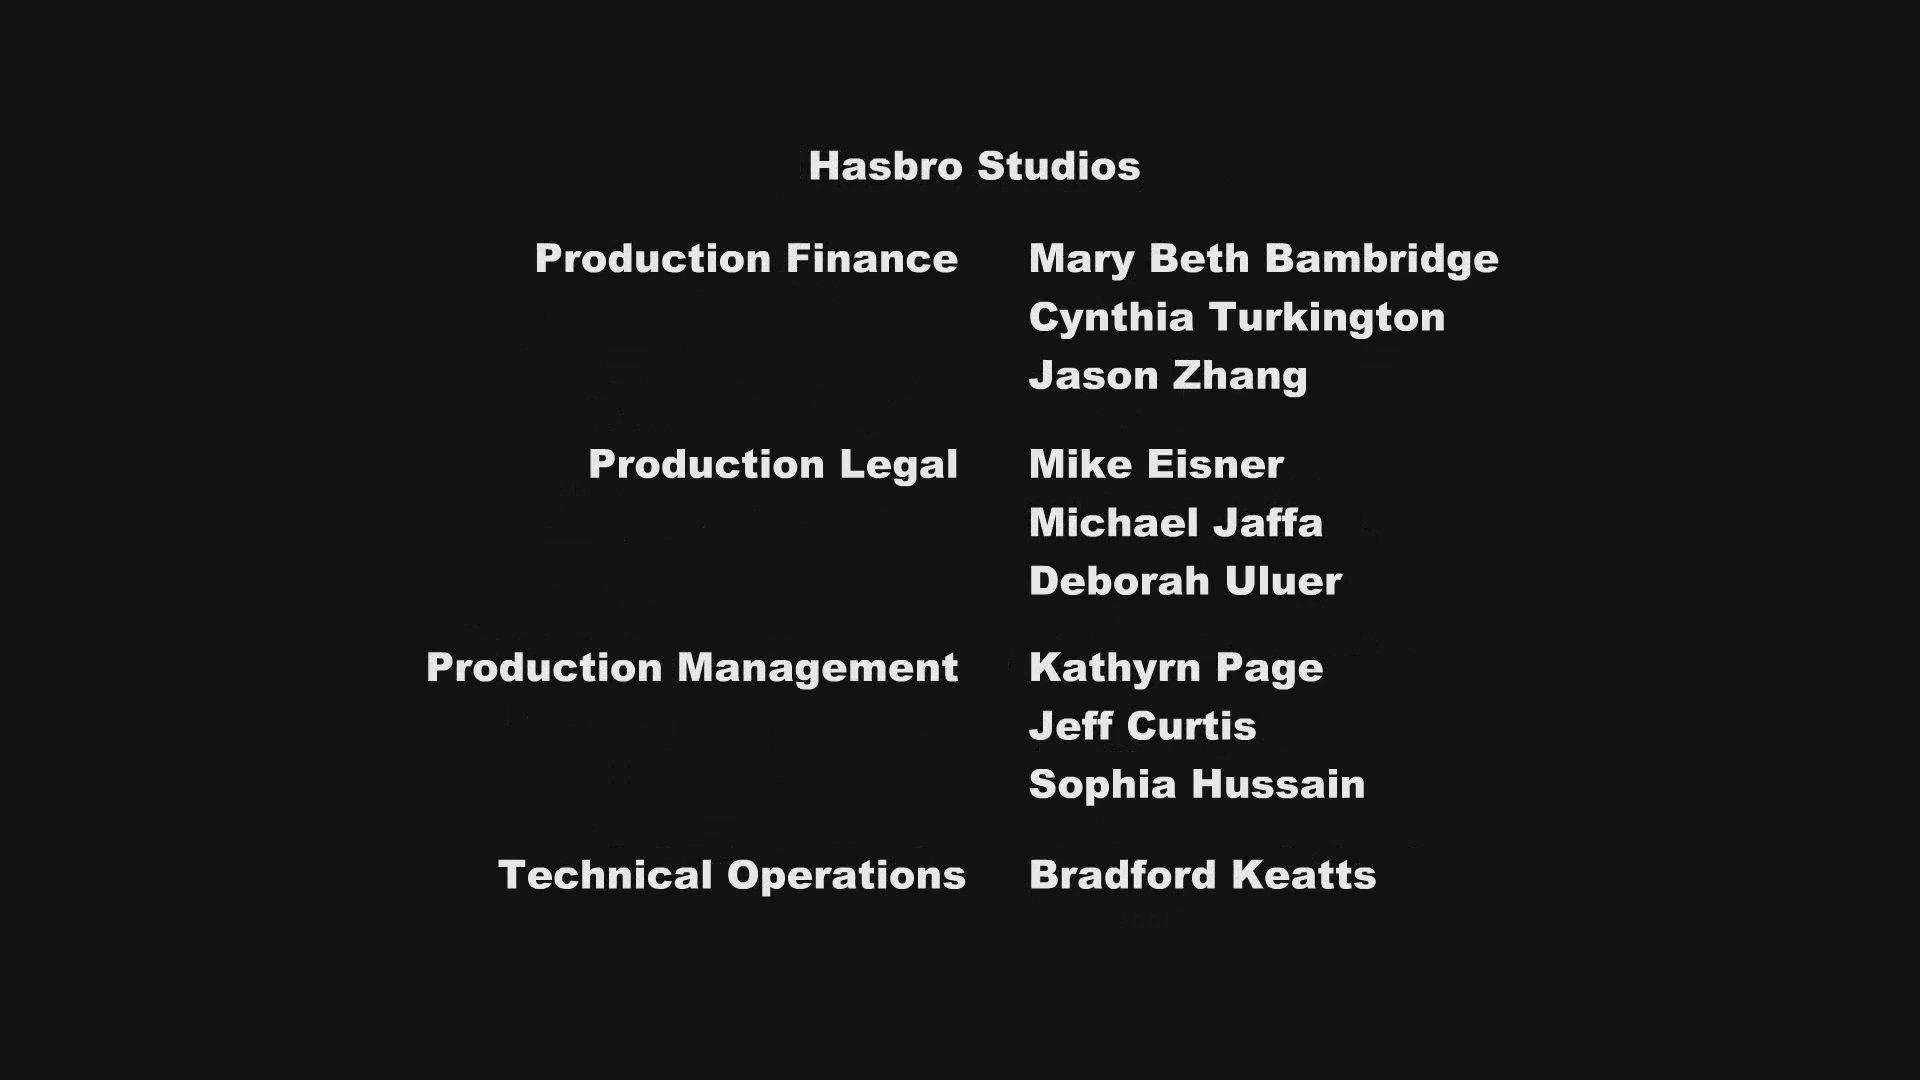 Hasbro Studios
Production Finance Mary Beth Bambridge
Cynthia Turkington
Jason Zhang
Production Legal Mike Eisner
Michael Jaffa
Deborah Uluer
Production Management Kathyrn Page
Jeff Curtis
Sophia Hussain
Technical Operations Bradford Keatts